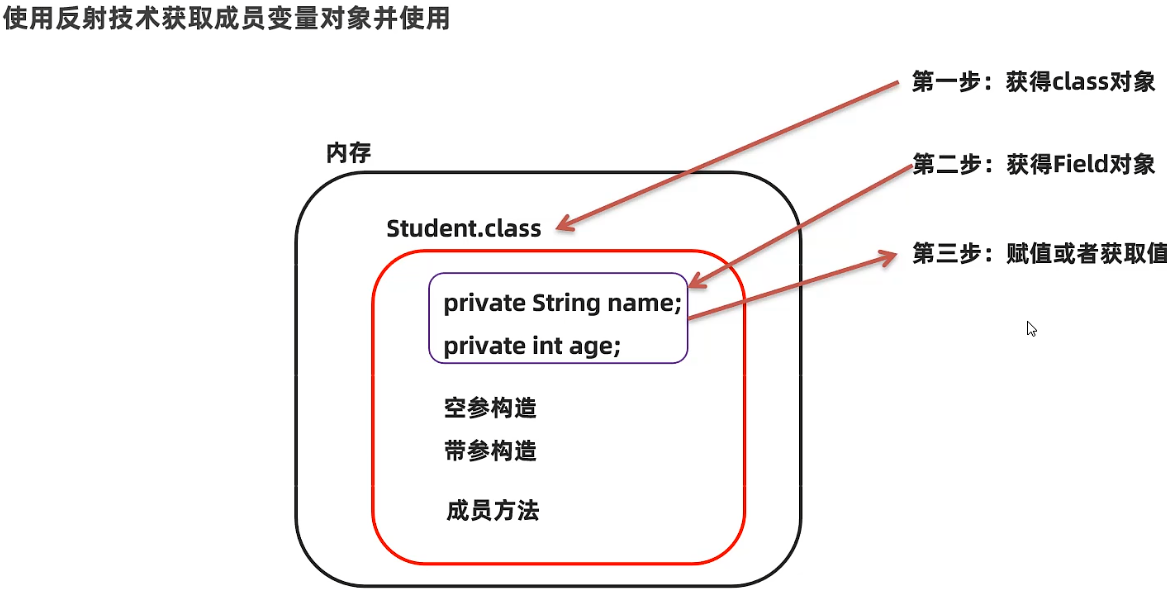 使用反射技术获取成员变量对象并使用
第一步：获得class对象
内存
第二步：获得Field对象
Student.class
第三步：赋值或者获取值
private String name;
private int age;
空参构造
带参构造
成员方法